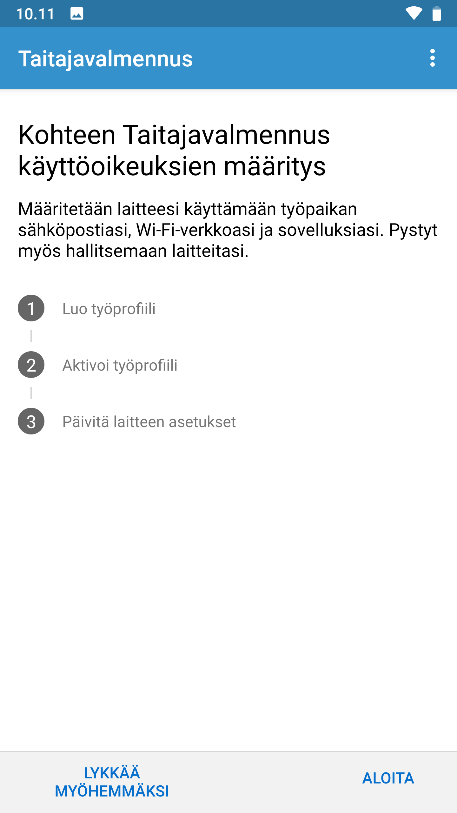 10.11
Taitajavalmennus
Kohteen Taitajavalmennus
käyttöoikeuksien määritys
Määritetään laitteesi käyttämään työpaikan
sähköpostiasi, Wi-Fi-verkkoasi ja sovelluksiasi. Pystyt
myös hallitsemaan laitteitasi.
1 Luo työprofiili
2 Aktivoi työprofiili
3 Päivitä laitteen asetukset
LYKKÄÄ
MYÖHEMMÄKSI
ALOITA